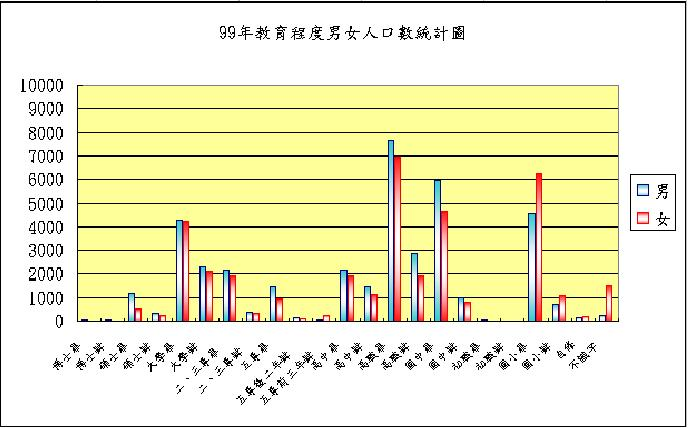 99年教育程度男女人口數統計圖
10000
9000
8000
7000
6000
5000
4000
3000
2000
1000
0
男
女
博士畢
博士肄
碩士畢
碩士肄
大學畢
大學肄
二、三專畢
二、三專肄
五專畢
五專後二年肄
五專前三年肄
高中畢
高中肄
高職畢
高職肄
國中畢
國中肄
初職畢
初職肄
國小畢
國小肄
自修
不識字